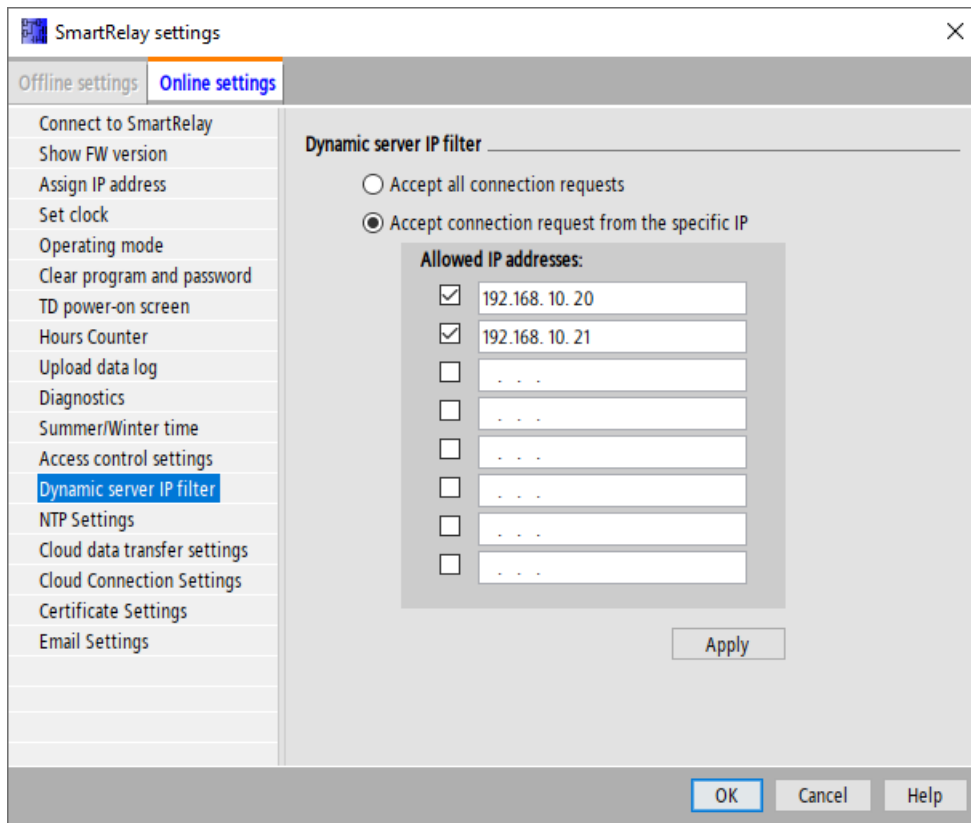 SmartRelay settings
Offline settings Online settings
Connect to SmartRelay
Show FW version
Assign IP address
Set clock
Operating mode
Clear program and password
TD power-on screen
Hours Counter
Upload data log
Diagnostics
Summer/Winter time
Access control settings
Dynamic server IP filter
NTP Settings
Cloud data transfer settings
Cloud Connection Settings
Certificate Settings
Email Settings
Dynamic server IP filter
Accept all connection requests
Accept connection request from the specific IP
Allowed IP addresses:
192.168. 10. 20
192.168. 10. 21
. . .
. . .
. . .
. . .
. . .
. . .
Apply
OK Cancel Help